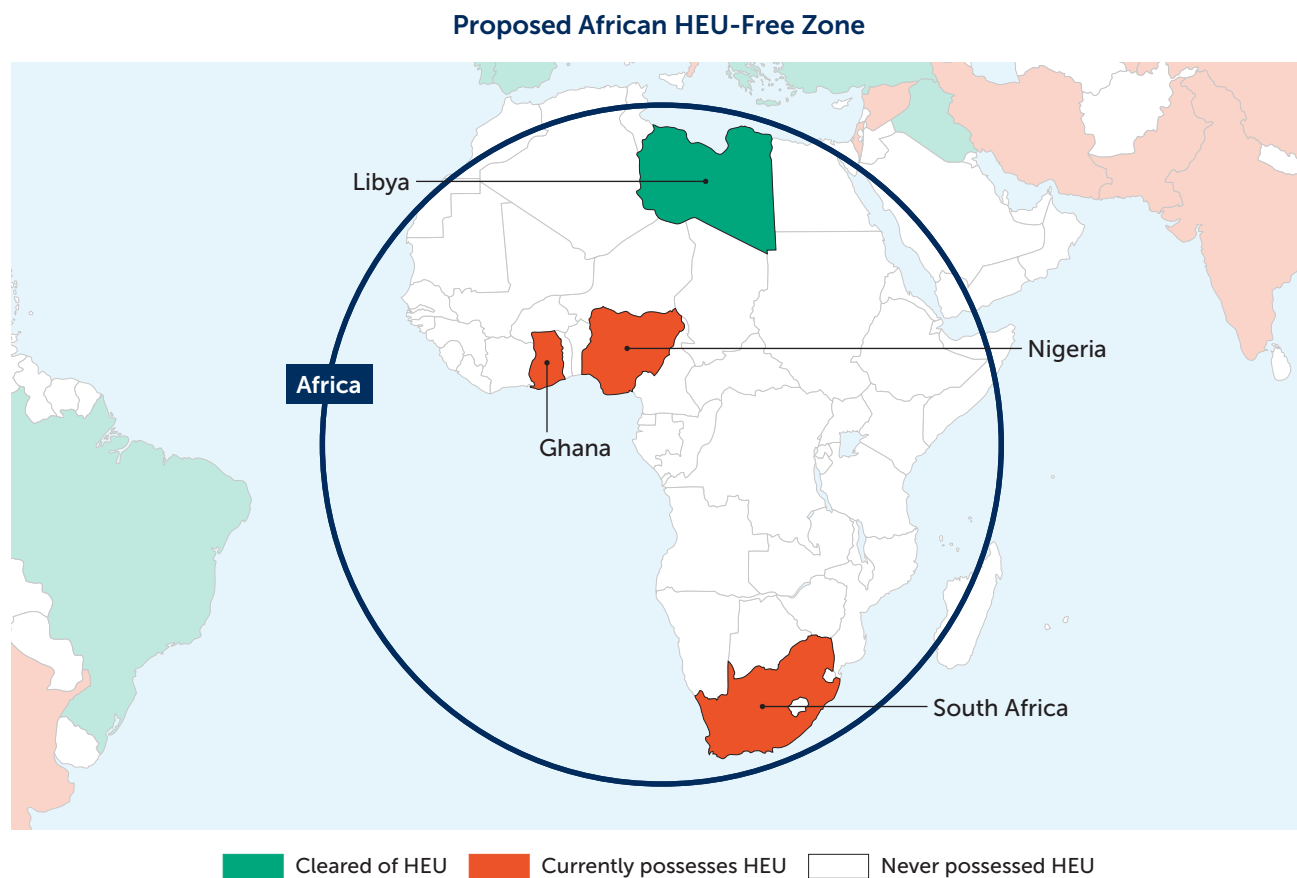 Proposed African HEU-Free Zone
Libya
Nigeria
Africa
Ghana
South Africa
Cleared of HEU
Currently possesses HEU
Never possessed HEU